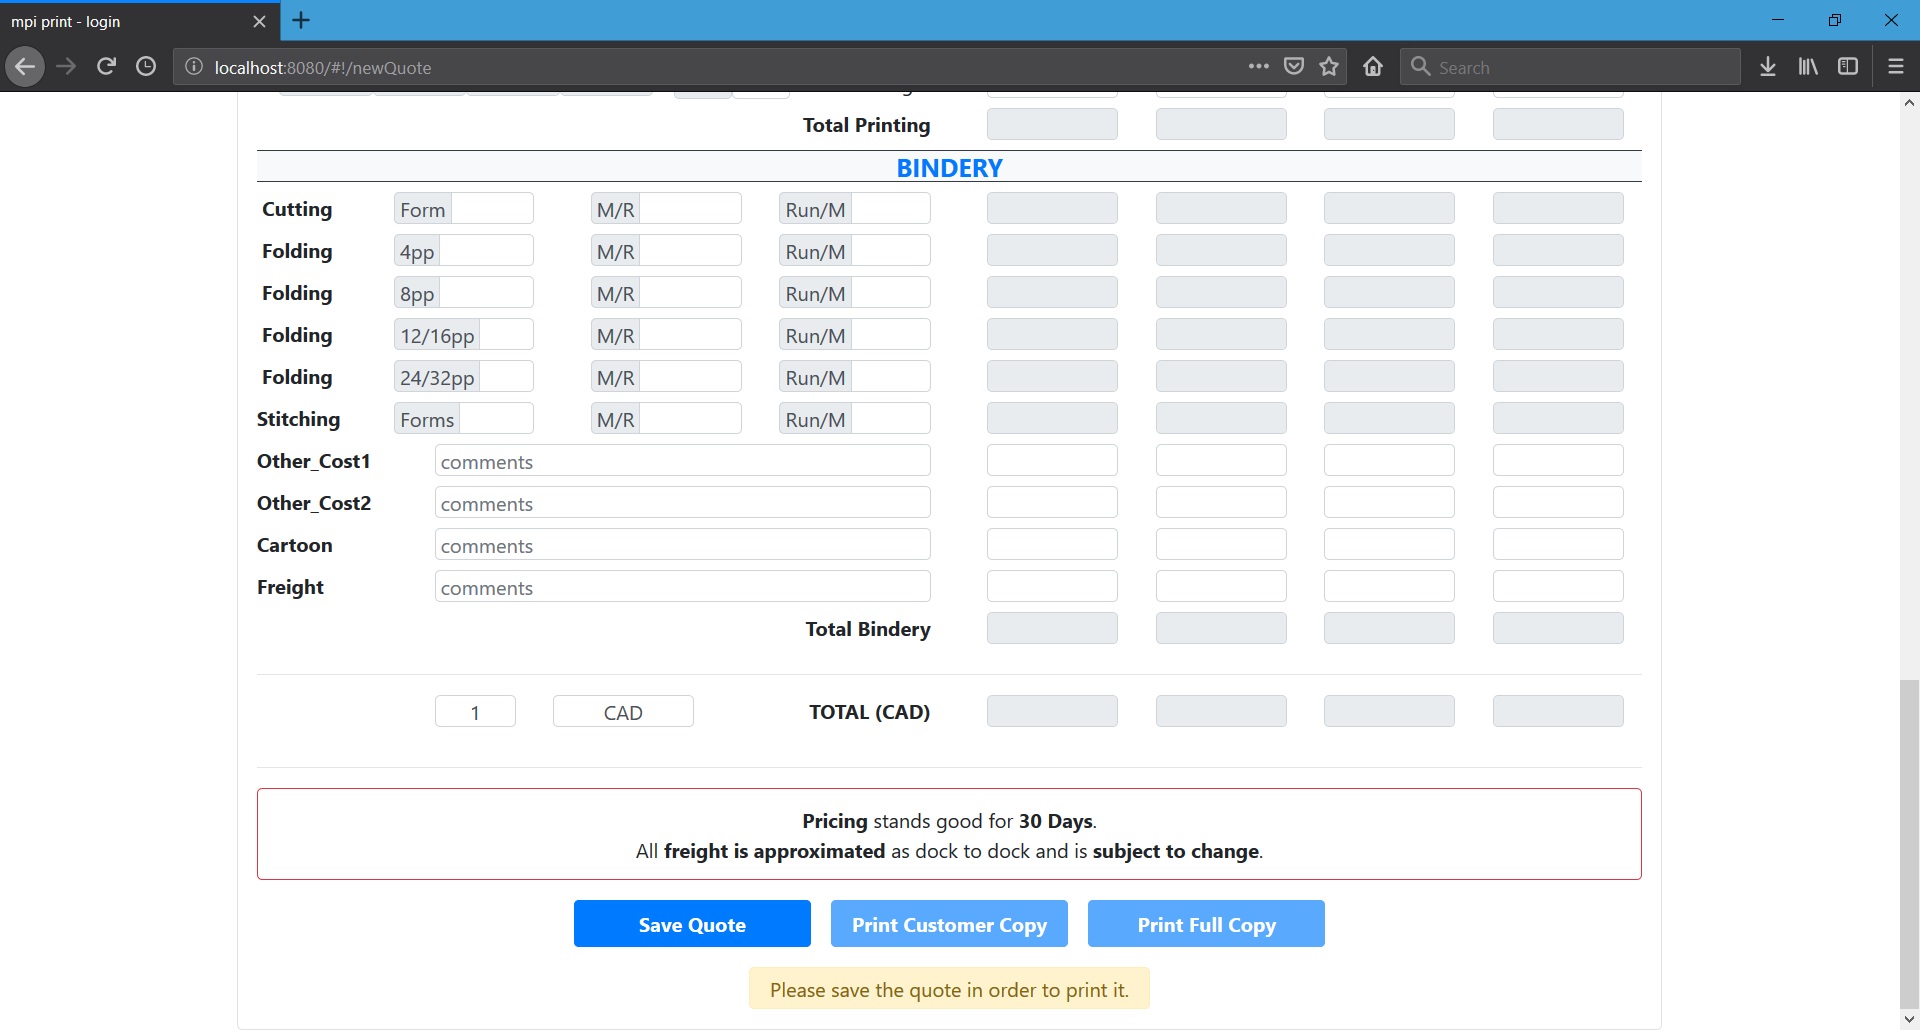 mpi print - login
localhost:8080/#!/newQuote
Search
Total Printing
BINDERY
Cutting Form M/R Run/M
Folding 4pp M/R Run/M
Folding 8pp M/R Run/M
Folding 12/16pp M/R Run/M
Folding 24/32pp M/R Run/M
Stitching Forms M/R Run/M
Other_Cost1 comments
Other_Cost2 comments
Cartoon comments
Freight comments
Total Bindery
1 CAD TOTAL (CAD)
Pricing stands good for 30 Days.
All freight is approximated as dock to dock and is subject to change.
Save Quote Print Customer Copy Print Full Copy
Please save the quote in order to print it.